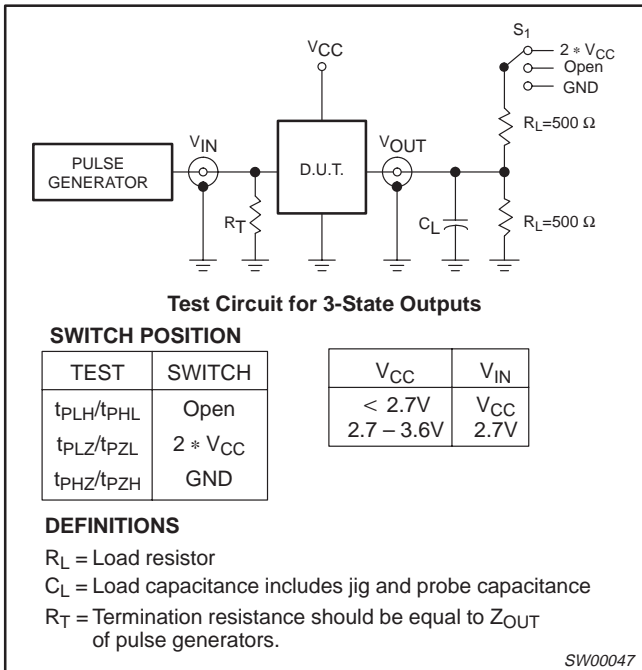 S1
2 * VCC
Open
GND
VCC
RL=500 Ω
VIN
VOUT
PULSE GENERATOR
D.U.T.
RT
CL
RL=500 Ω
Test Circuit for 3-State Outputs
SWITCH POSITION
TEST SWITCH
tPLH/tPHL Open
tPLZ/tPZL 2 * VCC
tPHZ/tPZH GND
VCC VIN
< 2.7V VCC
2.7 – 3.6V 2.7V
DEFINITIONS
RL = Load resistor
CL = Load capacitance includes jig and probe capacitance
RT = Termination resistance should be equal to ZOUT
of pulse generators.
SW00047